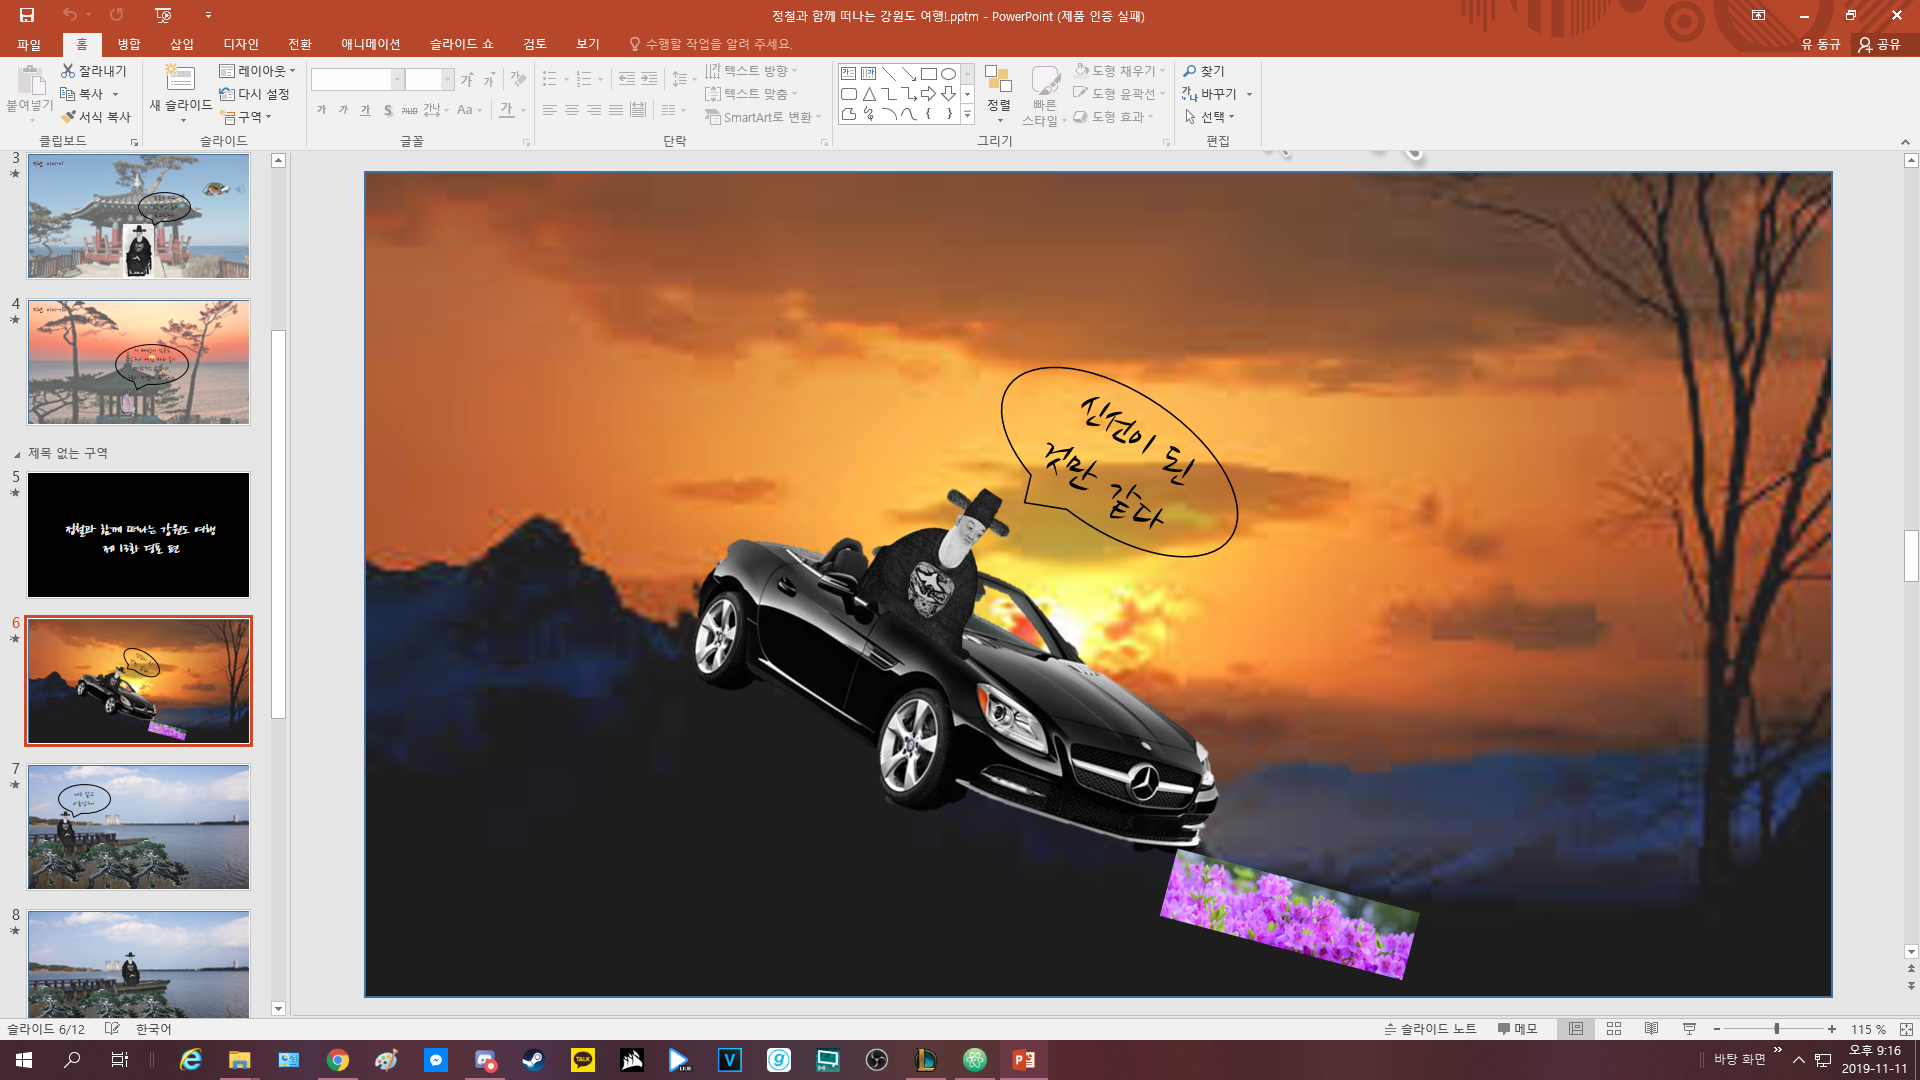 정철과 함께 떠나는 강원도 여행!.pptm - PowerPoint (제품 인증 실패)
파일 홈 병합 삽입 디자인 전환 애니메이션 슬라이드 쇼 검토 보기 수행할 작업을 알려 주세요. 유 동규 공유
붙여넣기 잘라내기 복사 서식 복사
새 슬라이드 레이아웃 다시 설정 구역
가 가 가 S 간 Aa 가
텍스트 방향 텍스트 맞춤 SmartArt로 변환
정렬 빠른 스타일 도형 채우기 도형 윤곽선 도형 효과
찾기 바꾸기 선택
클립보드 슬라이드 글꼴 단락 그리기 편집
3
4
제목 없는 구역
5
정철과 함께 떠나는 강원도 여행
제 13화 경포 편
6
7
8
신선이 된
것만 같다
슬라이드 6/12 한국어 슬라이드 노트 메모 115 %
TALK LIVE V g
바탕 화면 오후 9:16
2019-11-11